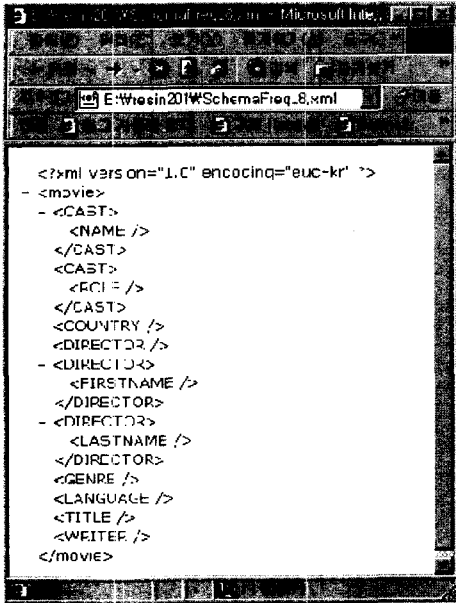 E:\resin201\SchemaFreq_8.xml
<?xml version="1.0" encoding="euc-kr" ?>
- <movie>
- <CAST>
<NAME />
</CAST>
<CAST>
<ROLE />
</CAST>
<COUNTRY />
<DIRECTOR />
- <DIRECTOR>
<FIRSTNAME />
</DIRECTOR>
- <DIRECTOR>
<LASTNAME />
</DIRECTOR>
<GENRE />
<LANGUAGE />
<TITLE />
<WRITER />
</movie>